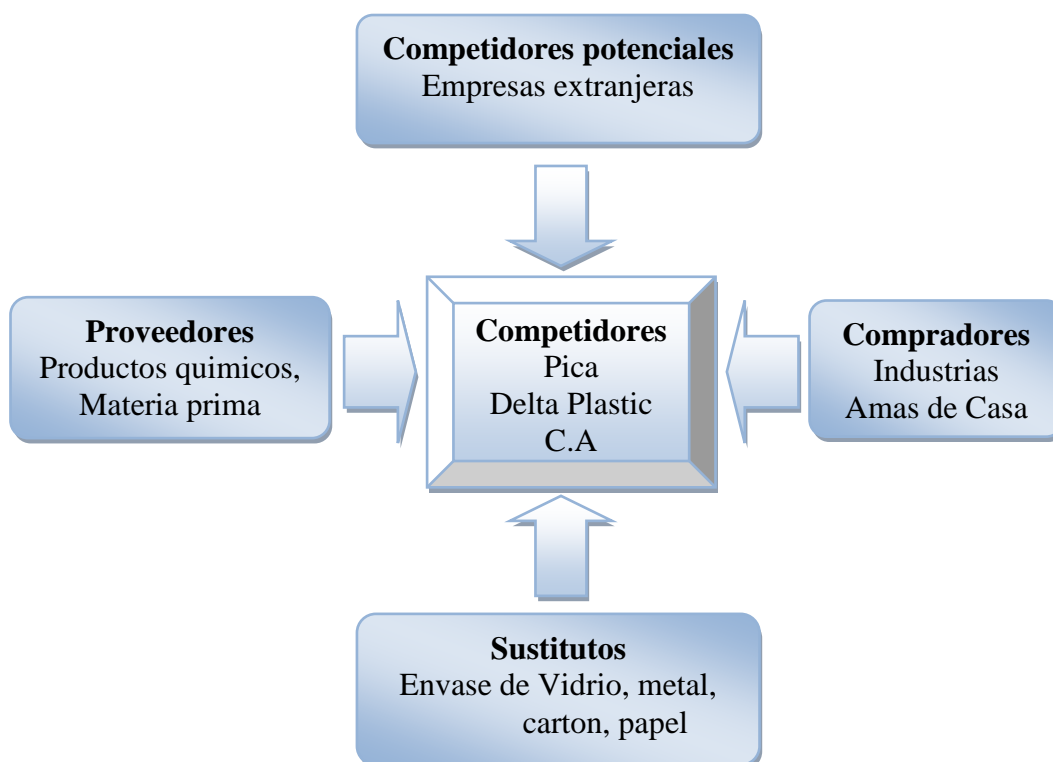 Competidores potenciales
Empresas extranjeras
Proveedores
Productos quimicos,
Materia prima
Competidores
Pica
Delta Plastic
C.A
Compradores
Industrias
Amas de Casa
Sustitutos
Envase de Vidrio, metal,
carton, papel